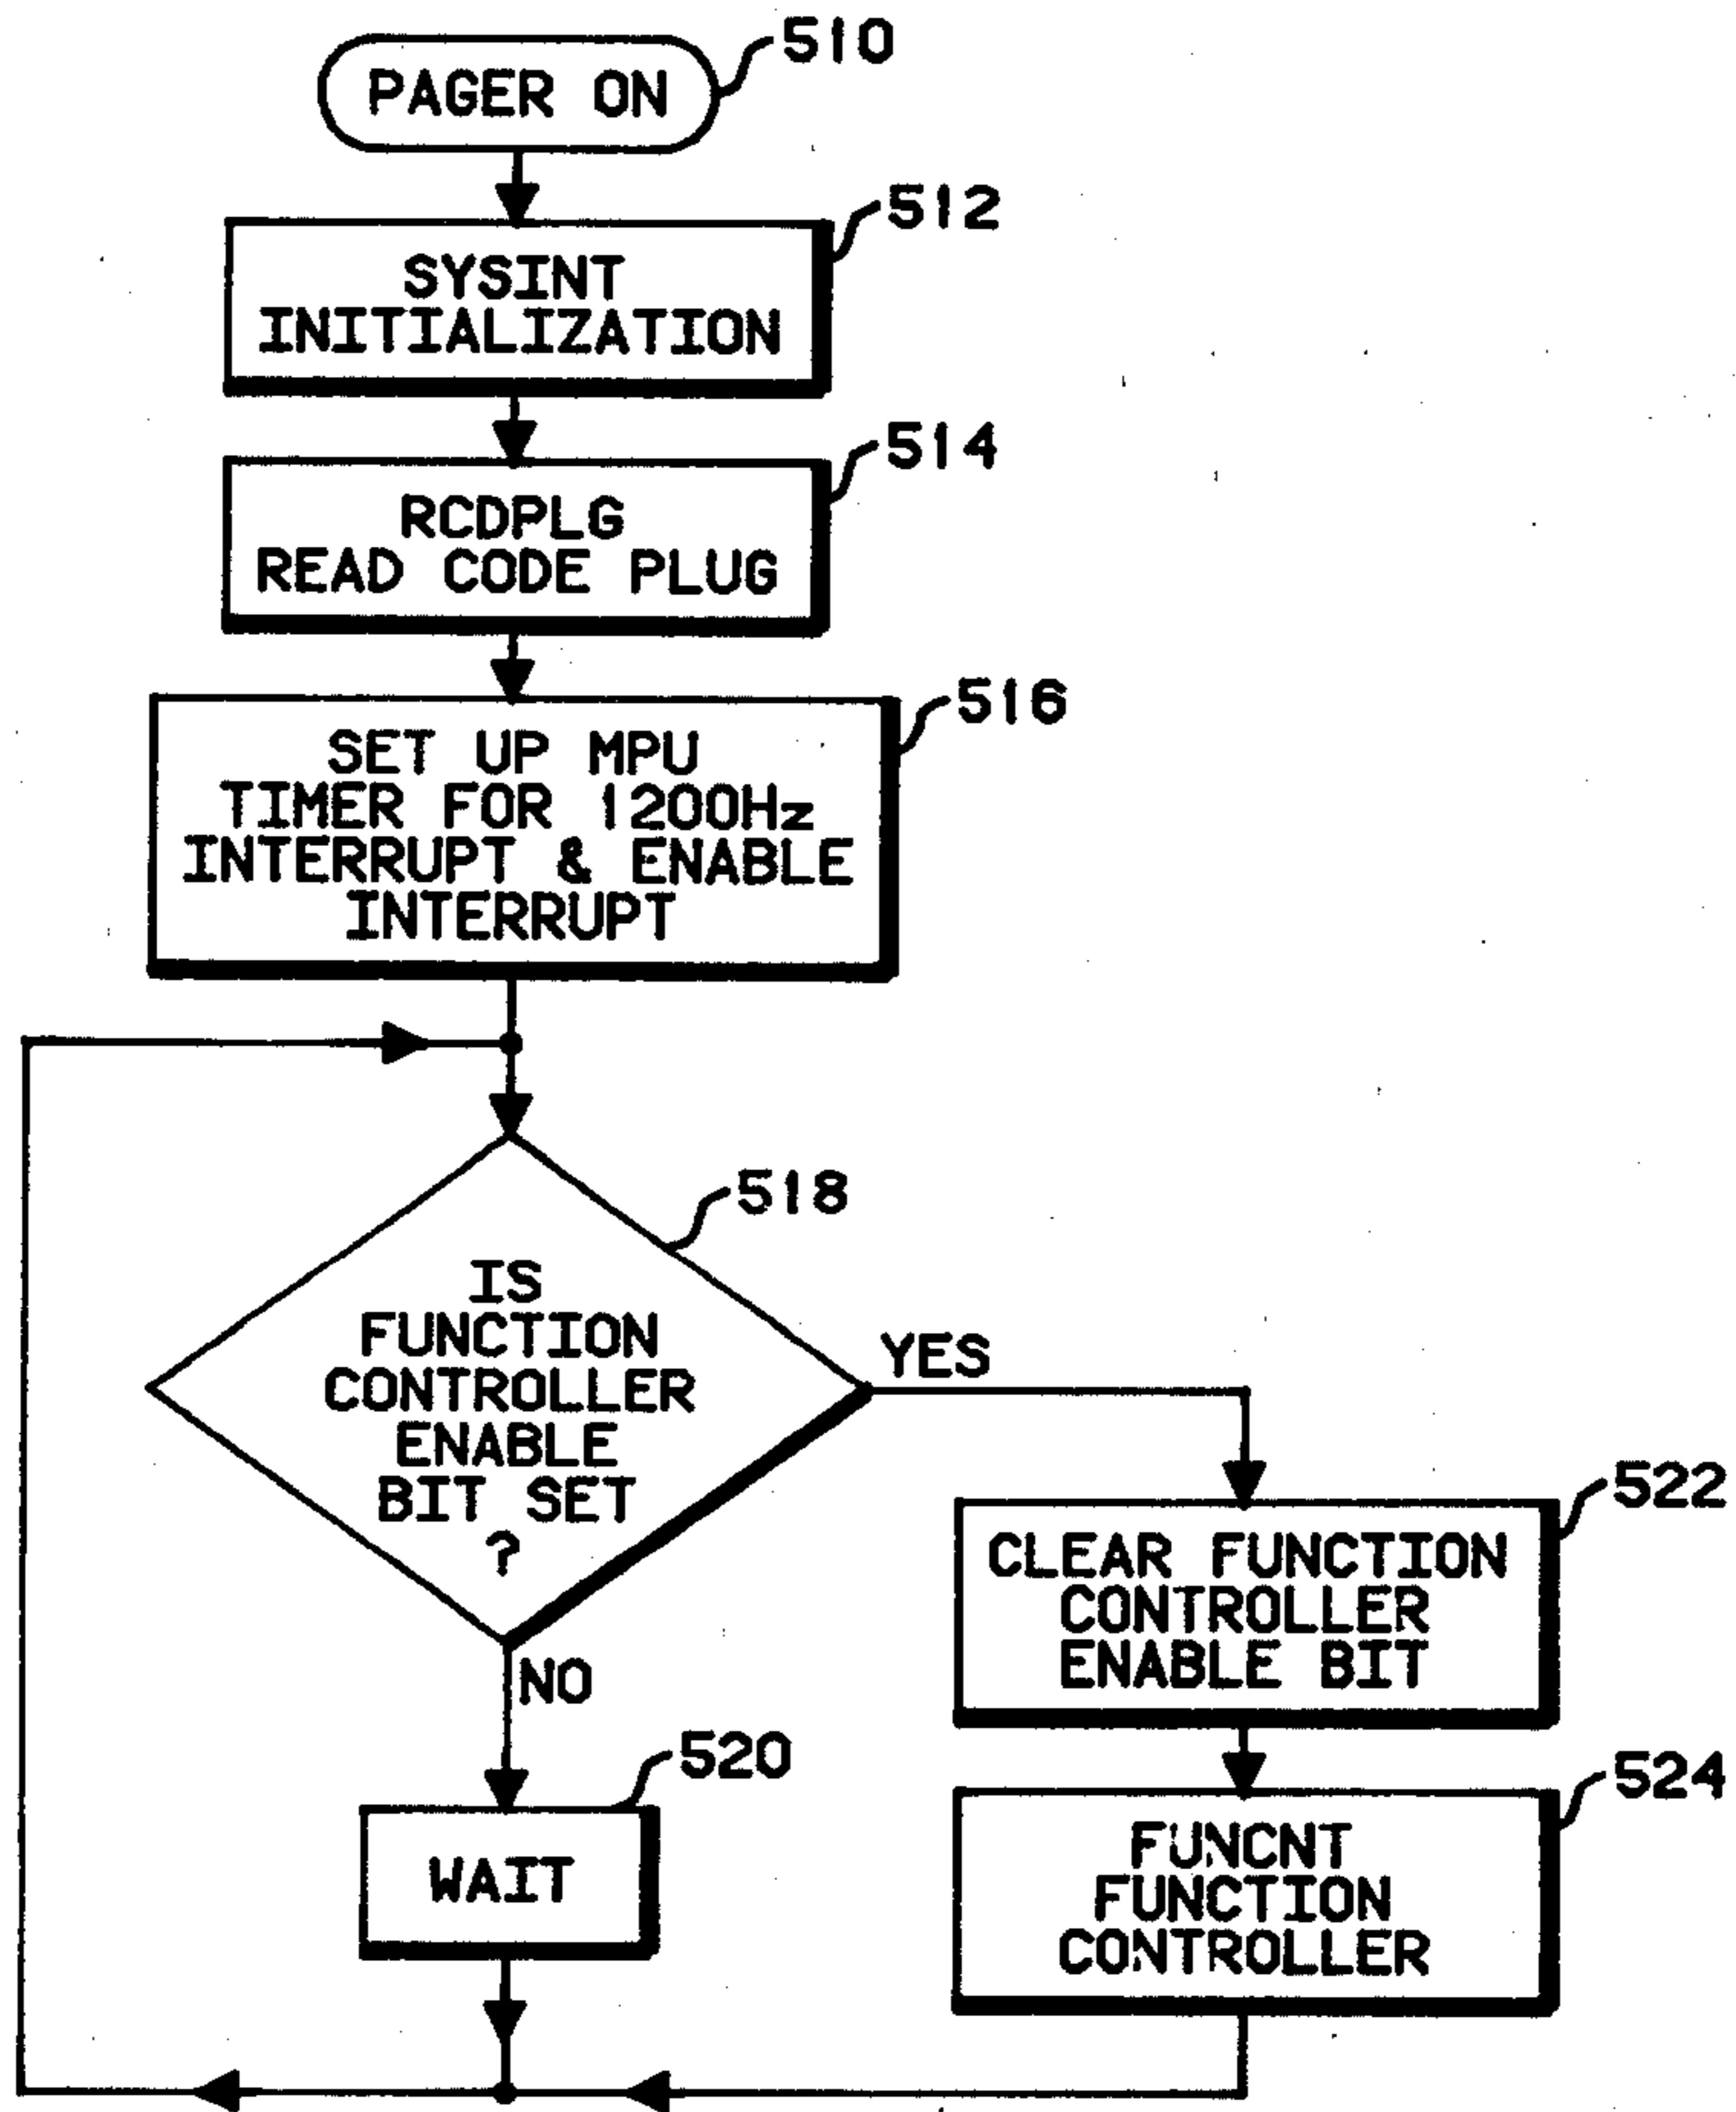 510
PAGER ON
512
SYSINT
INITIALIZATION
514
RCDPLG
READ CODE PLUG
516
SET UP MPU
TIMER FOR 1200Hz
INTERRUPT & ENABLE
INTERRUPT
518
IS
FUNCTION
CONTROLLER
ENABLE
BIT SET
?
YES
NO
522
CLEAR FUNCTION
CONTROLLER
ENABLE BIT
520
WAIT
524
FUNCNT
FUNCTION
CONTROLLER